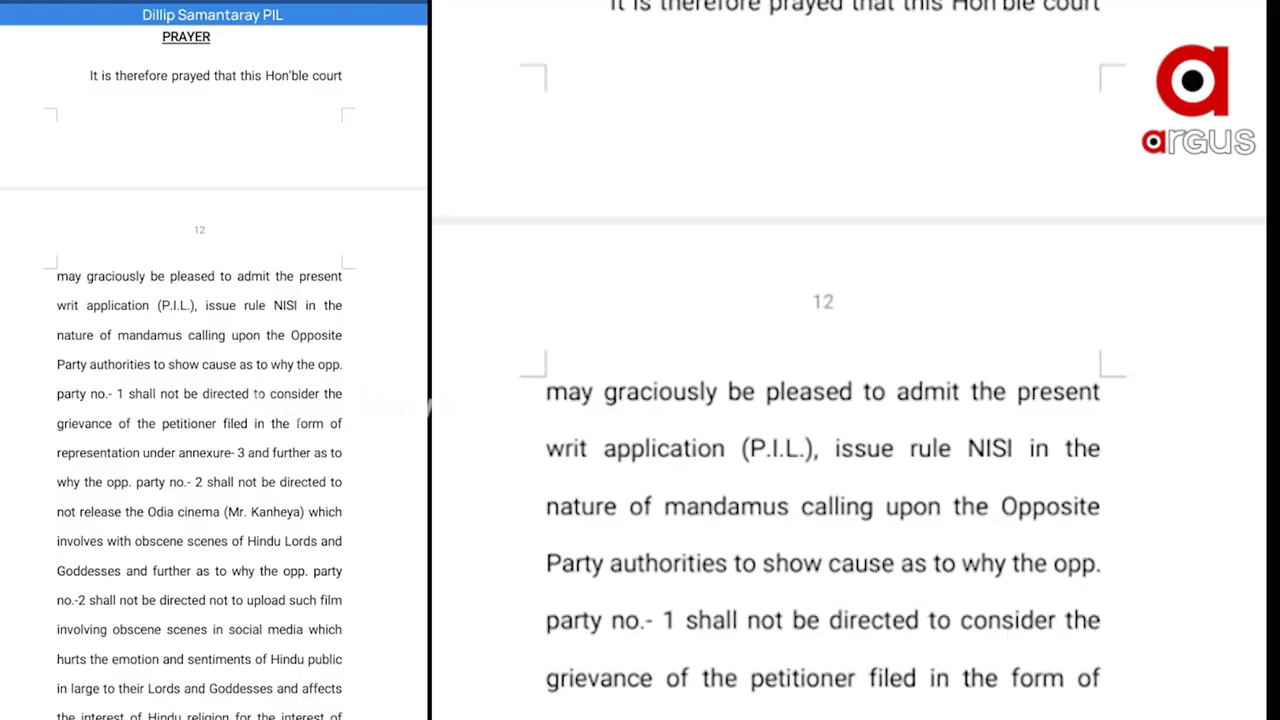 Dillip Samantaray PIL
PRAYER
It is therefore prayed that this Hon'ble court
12
may graciously be pleased to admit the present
writ application (P.I.L.), issue rule NISI in the
nature of mandamus calling upon the Opposite
Party authorities to show cause as to why the opp.
party no.- 1 shall not be directed to consider the
grievance of the petitioner filed in the form of
representation under annexure- 3 and further as to
why the opp. party no.- 2 shall not be directed to
not release the Odia cinema (Mr. Kanheya) which
involves with obscene scenes of Hindu Lords and
Goddesses and further as to why the opp. party
no.-2 shall not be directed not to upload such film
involving obscene scenes in social media which
hurts the emotion and sentiments of Hindu public
in large to their Lords and Goddesses and affects
the interest of Hindu religion for the interest of
It is therefore prayed that this Hon'ble court
12
may graciously be pleased to admit the present
writ application (P.I.L.), issue rule NISI in the
nature of mandamus calling upon the Opposite
Party authorities to show cause as to why the opp.
party no.- 1 shall not be directed to consider the
grievance of the petitioner filed in the form of
a
argus